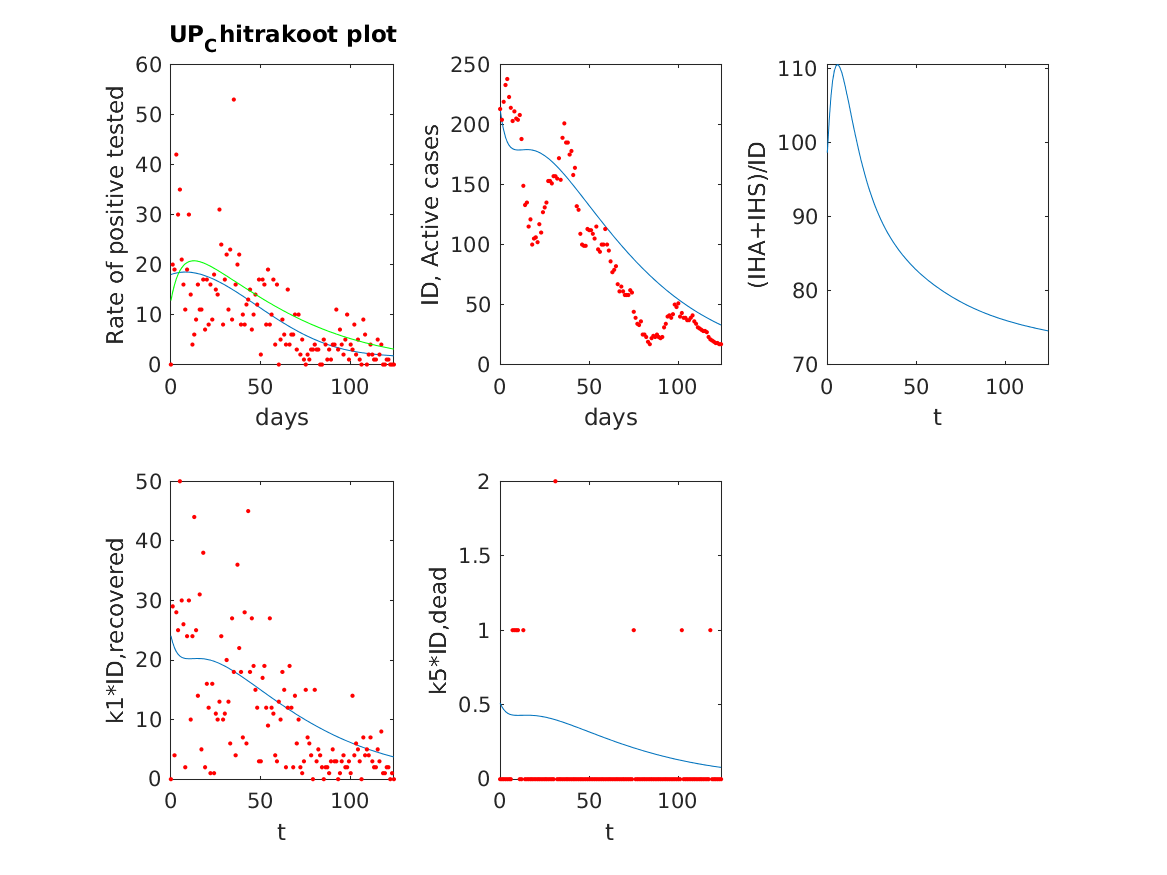 UP_Chitrakoot plot
60
50
40
30
20
10
0
0 50 100
Rate of positive tested
days
250
200
150
100
50
0
0 50 100
ID, Active cases
days
110
100
90
80
70
0 50 100
(IHA+IHS)/ID
t
50
40
30
20
10
0
0 50 100
k1*ID,recovered
t
2
1.5
1
0.5
0
0 50 100
k5*ID,dead
t